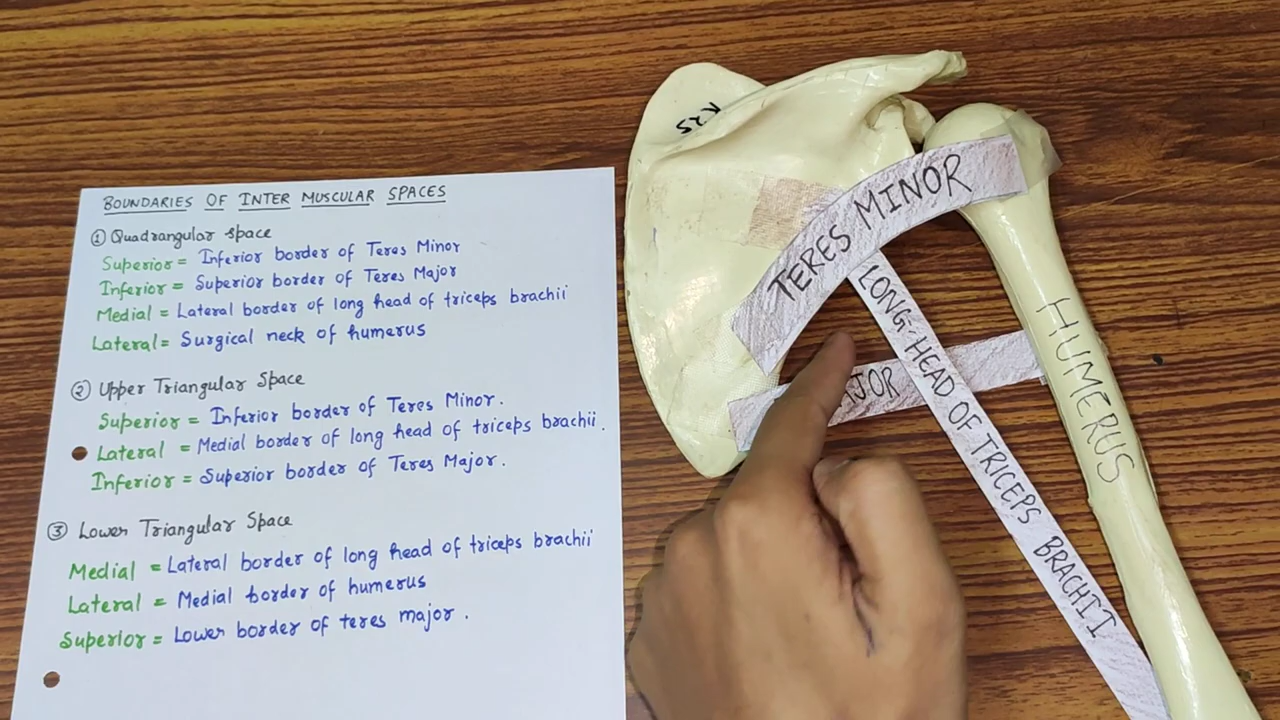 BOUNDARIES OF INTER MUSCULAR SPACES
① Quadrangular space
Superior = Inferior border of Teres Minor
Inferior = Superior border of Teres Major
Medial = Lateral border of long head of triceps brachii
Lateral = Surgical neck of humerus
② Upper Triangular Space
Superior = Inferior border of Teres Minor.
Lateral = Medial border of long head of triceps brachii.
Inferior = Superior border of Teres Major.
③ Lower Triangular Space
Medial = Lateral border of long head of triceps brachii
Lateral = Medial border of humerus
Superior = Lower border of teres major.
KRS
TERES MINOR
LONG-HEAD OF TRICEPS BRACHII
AJOR
HUMERUS